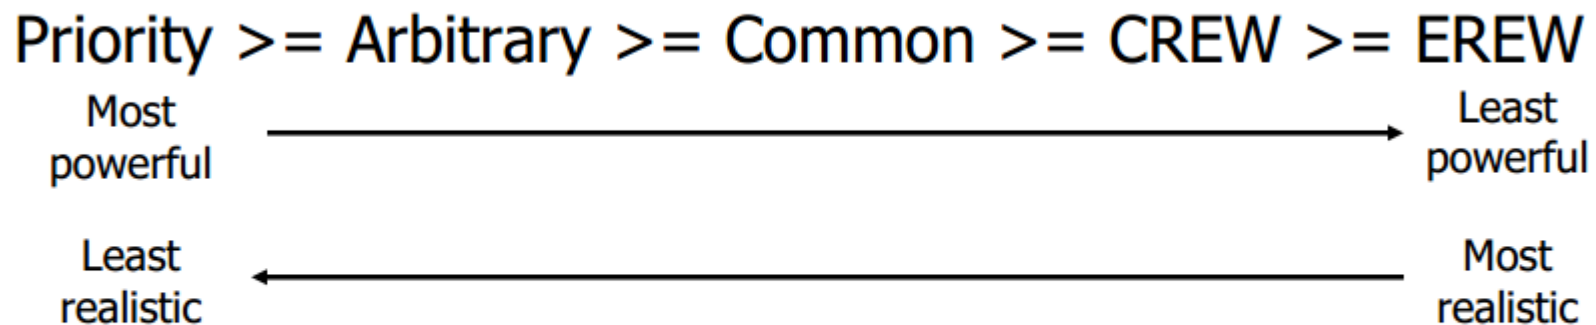 Priority >= Arbitrary >= Common >= CREW >= EREW
Most
powerful
Least
powerful
Least
realistic
Most
realistic